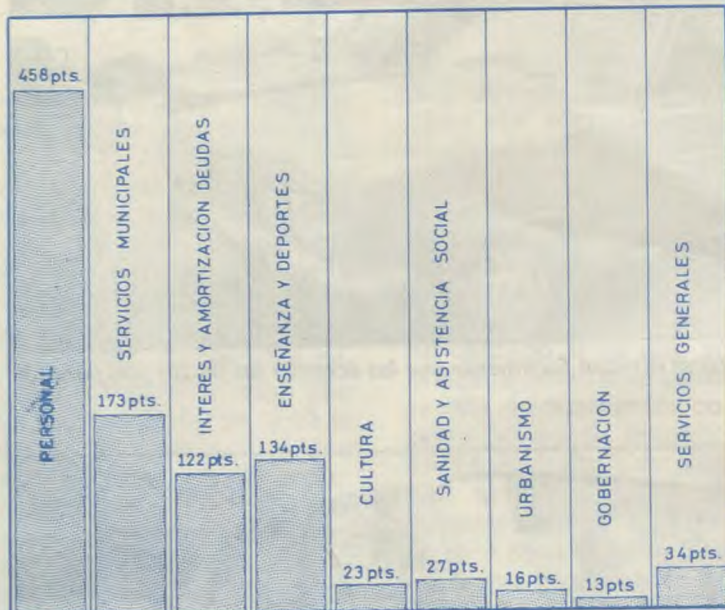 458pts.
PERSONAL
SERVICIOS MUNICIPALES
173pts.
INTERES Y AMORTIZACION DEUDAS
122pts.
ENSEÑANZA Y DEPORTES
134pts.
CULTURA
23pts.
SANIDAD Y ASISTENCIA SOCIAL
27pts.
URBANISMO
16pts.
GOBERNACION
13pts
SERVICIOS GENERALES
34pts.